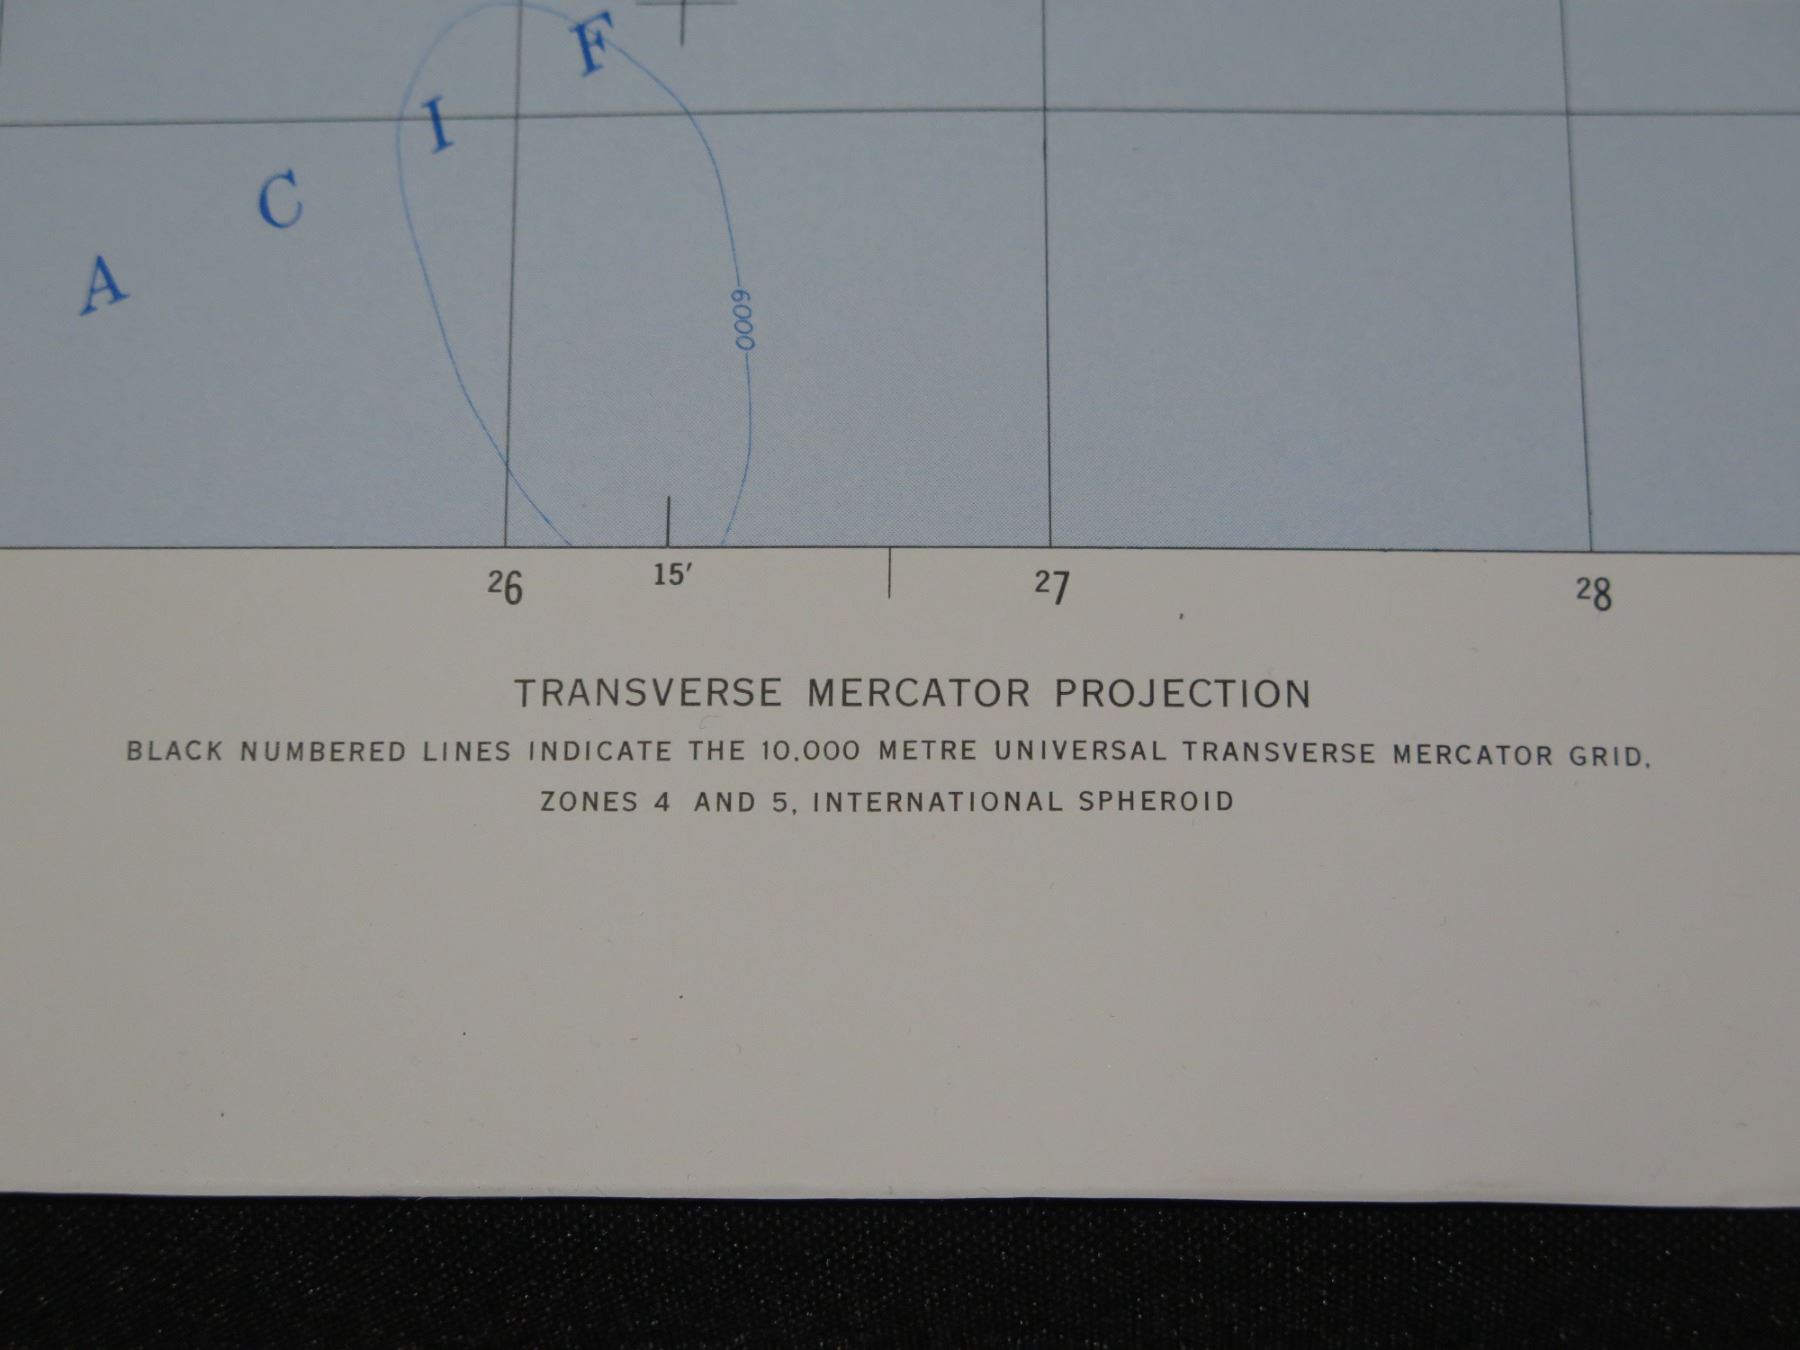 F
I
C
A
6000
26 15′ 27 28
TRANSVERSE MERCATOR PROJECTION
BLACK NUMBERED LINES INDICATE THE 10,000 METRE UNIVERSAL TRANSVERSE MERCATOR GRID,
ZONES 4 AND 5, INTERNATIONAL SPHEROID